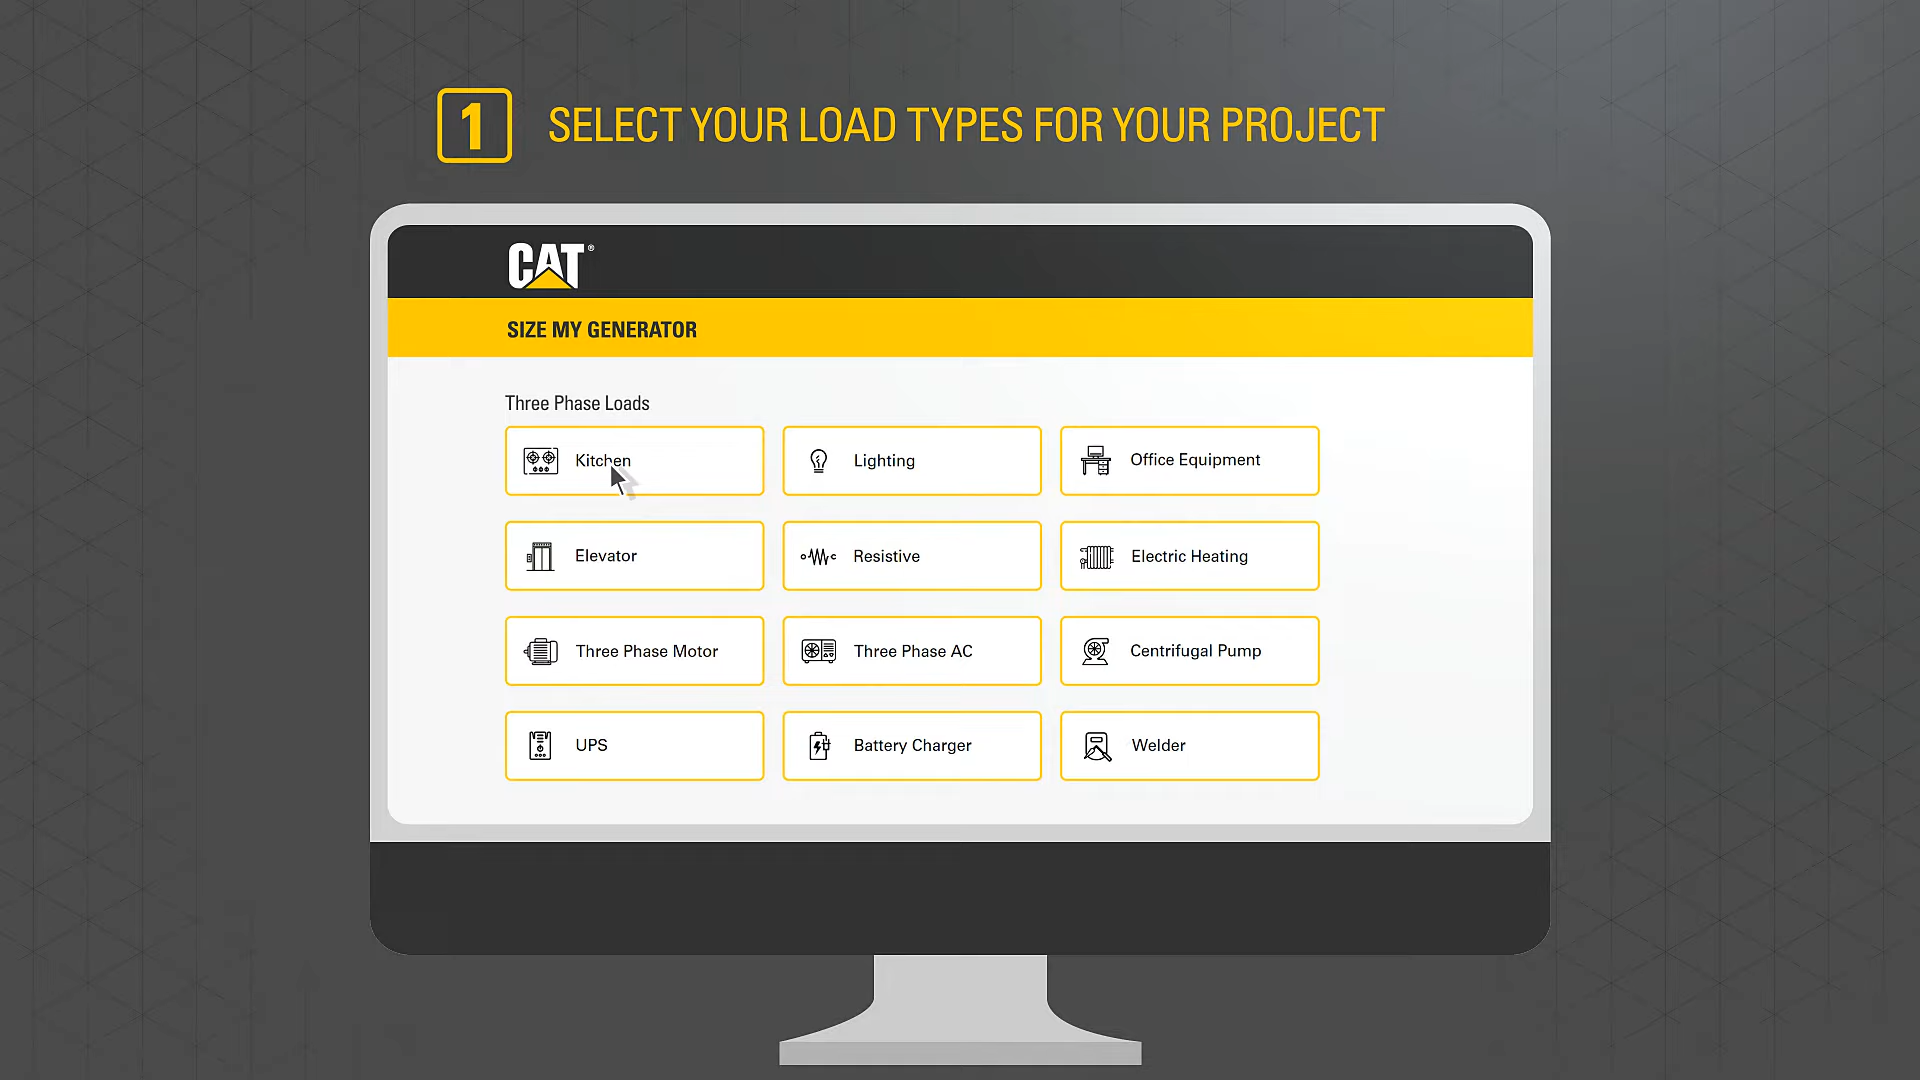 1 SELECT YOUR LOAD TYPES FOR YOUR PROJECT
CAT®
SIZE MY GENERATOR
Three Phase Loads
Kitchen
Lighting
Office Equipment
Elevator
Resistive
Electric Heating
Three Phase Motor
Three Phase AC
Centrifugal Pump
UPS
Battery Charger
Welder